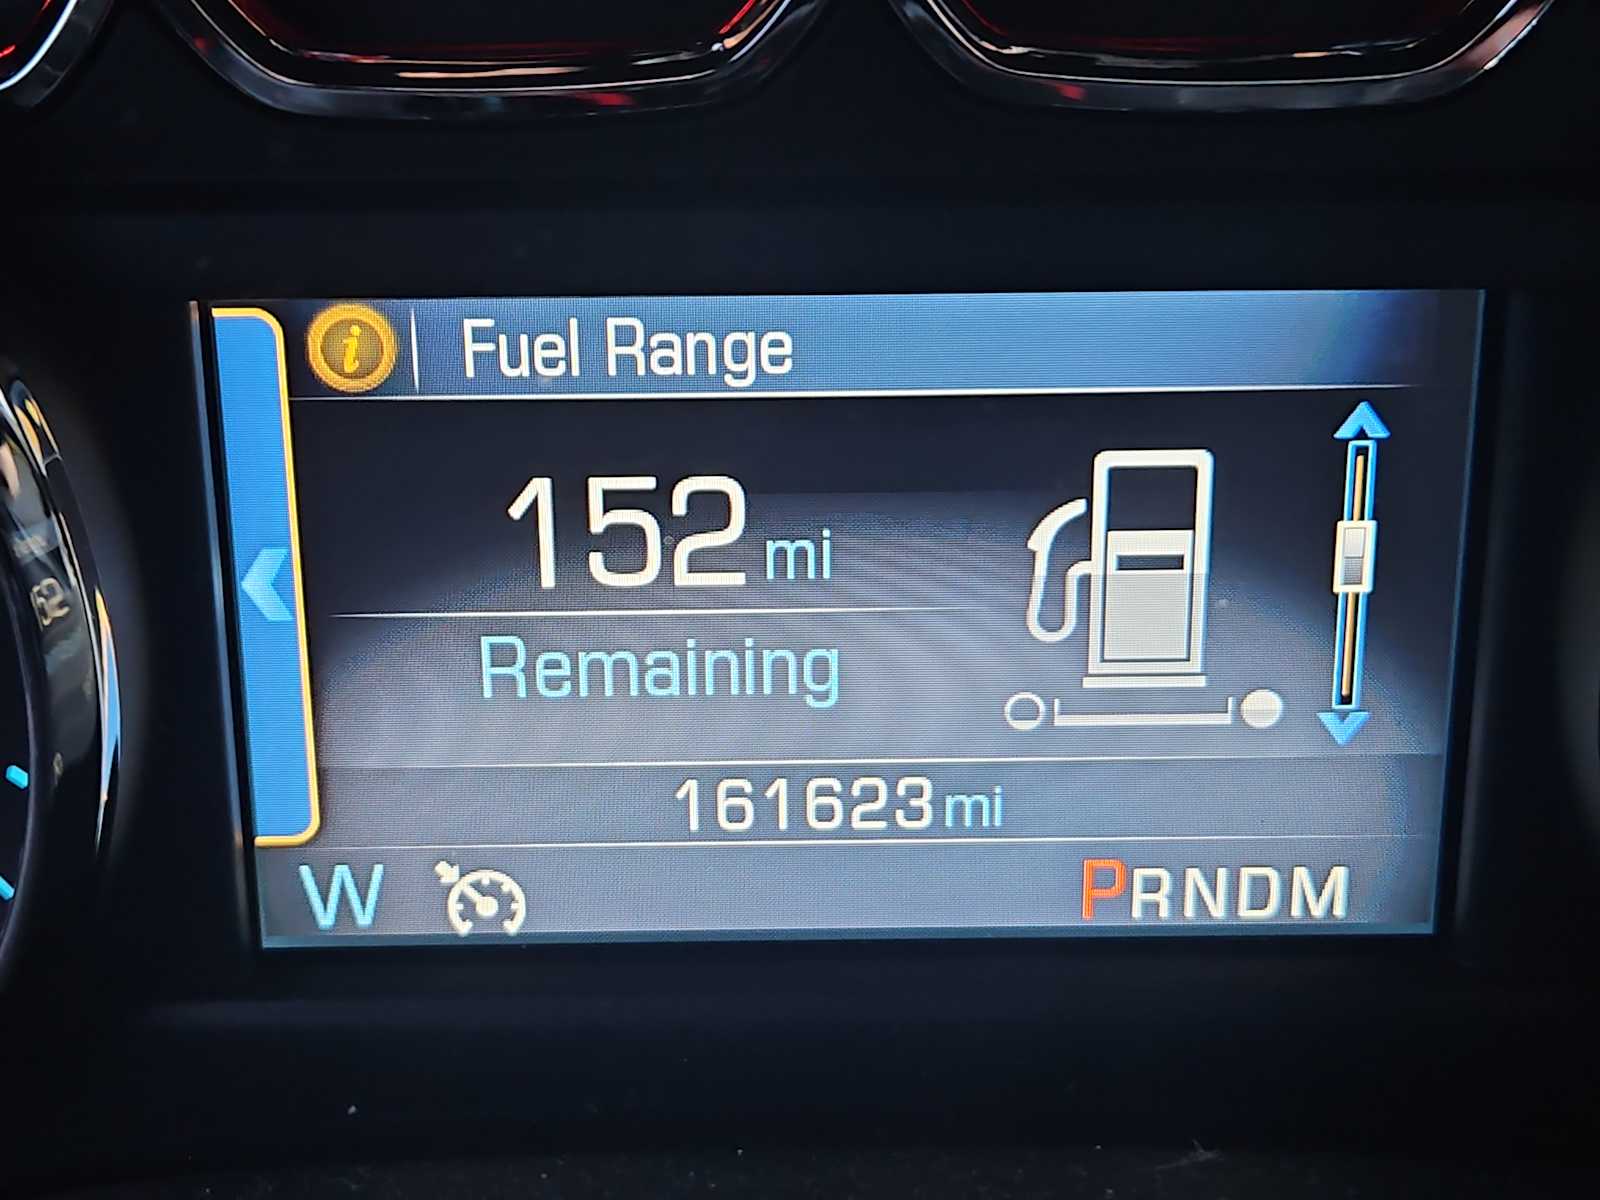 i Fuel Range
152 mi
Remaining
161623 mi
W PRNDM